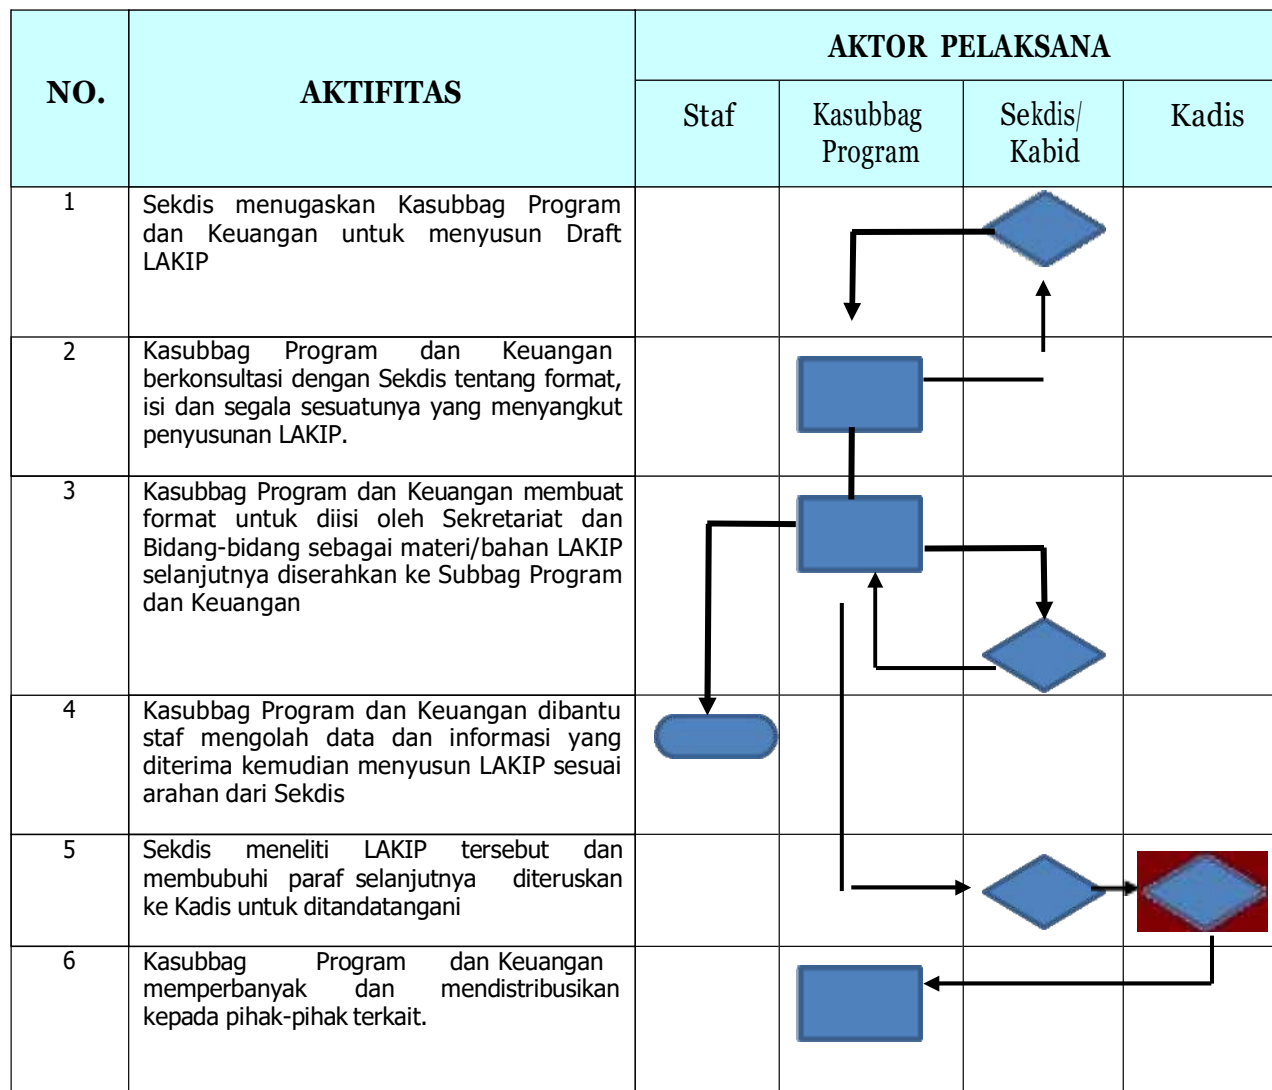 NO.
AKTIFITAS
AKTOR PELAKSANA
Staf
Kasubbag
Program
Sekdis/
Kabid
Kadis
1
Sekdis menugaskan Kasubbag Program
dan Keuangan untuk menyusun Draft
LAKIP
2
Kasubbag Program dan Keuangan
berkonsultasi dengan Sekdis tentang format,
isi dan segala sesuatunya yang menyangkut
penyusunan LAKIP.
3
Kasubbag Program dan Keuangan membuat
format untuk diisi oleh Sekretariat dan
Bidang-bidang sebagai materi/bahan LAKIP
selanjutnya diserahkan ke Subbag Program
dan Keuangan
4
Kasubbag Program dan Keuangan dibantu
staf mengolah data dan informasi yang
diterima kemudian menyusun LAKIP sesuai
arahan dari Sekdis
5
Sekdis meneliti LAKIP tersebut dan
membubuhi paraf selanjutnya diteruskan
ke Kadis untuk ditandatangani
6
Kasubbag Program dan Keuangan
memperbanyak dan mendistribusikan
kepada pihak-pihak terkait.